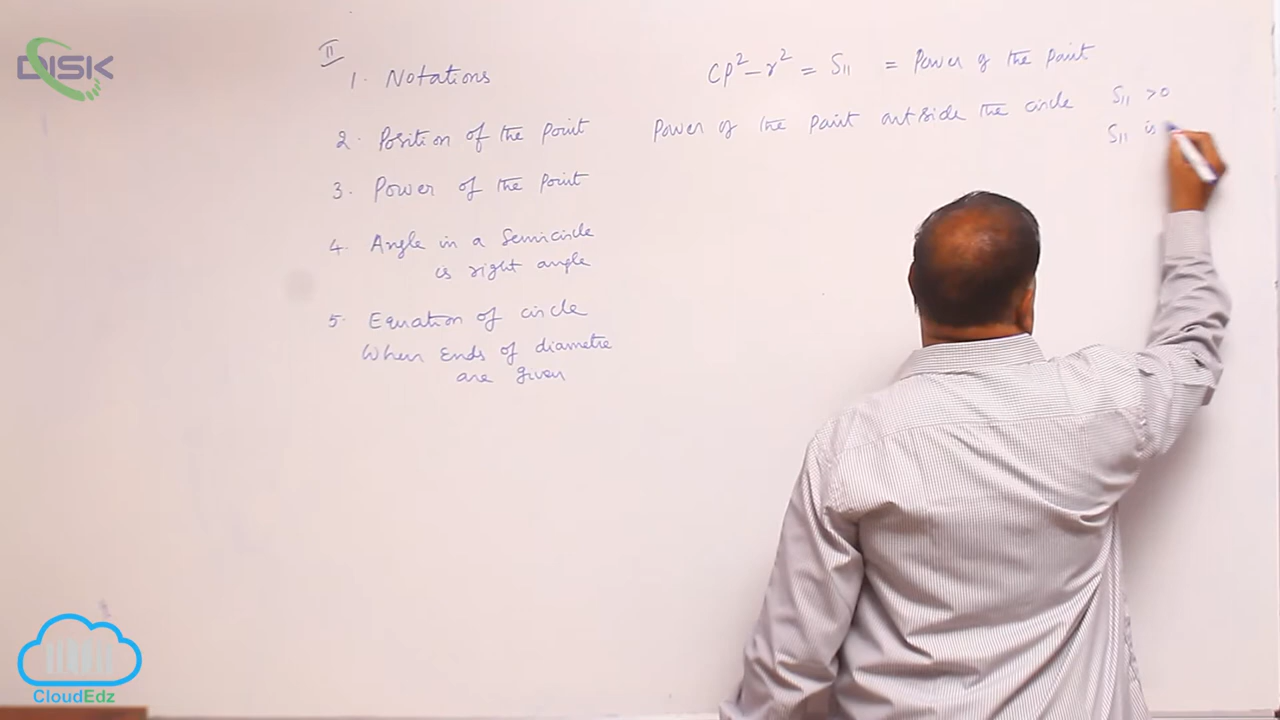 DISK
II
1. Notations
2. Position of the point
3. Power of the point
4. Angle in a semicircle
is right angle
5. Equation of circle
When ends of diametre
are given
CP² - r² = S₁₁ = Power of the point
Power of the point outside the circle S₁₁ >0
S₁₁ is
CloudEdz